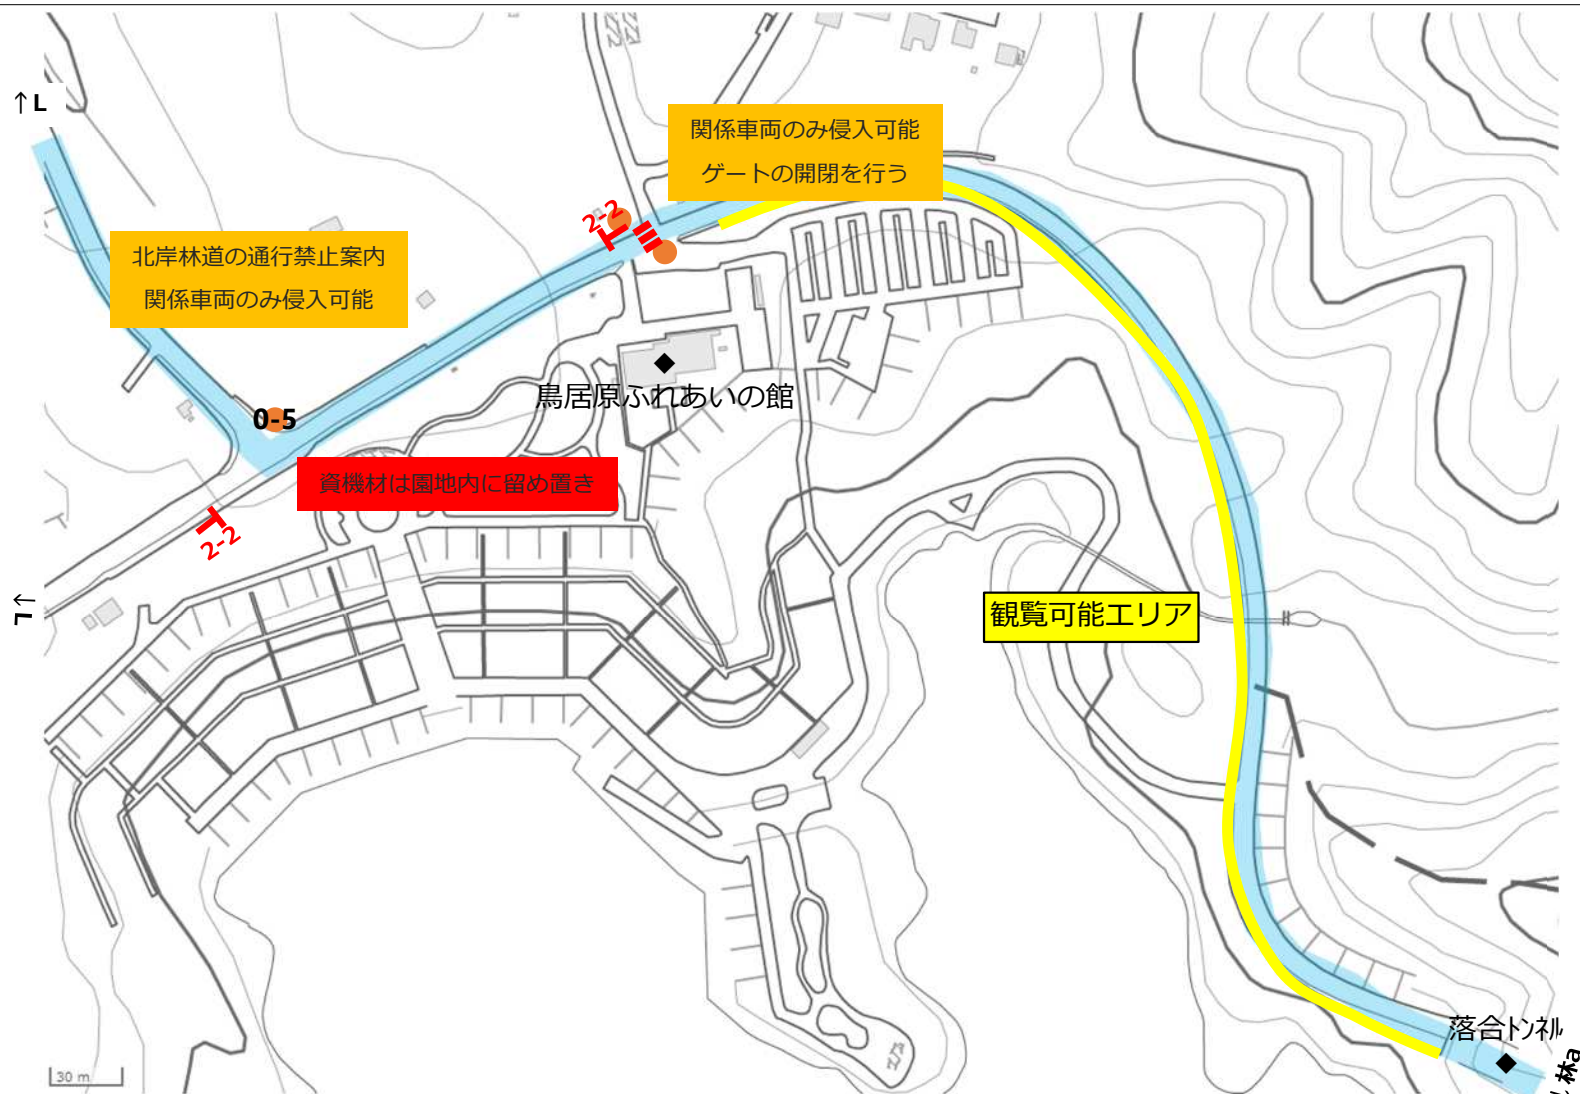 ↑L
関係車両のみ侵入可能
ゲートの開閉を行う
2-2
北岸林道の通行禁止案内
関係車両のみ侵入可能
鳥居原ふれあいの館
0-5
資機材は園地内に留め置き
2-2
観覧可能エリア
落合トンネル
林a
30 m